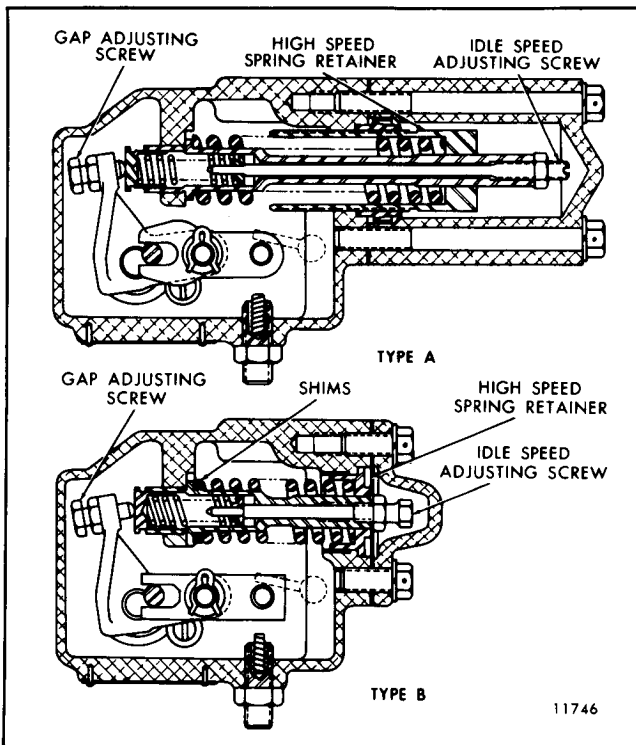 GAP ADJUSTING
SCREW
HIGH SPEED
SPRING RETAINER
IDLE SPEED
ADJUSTING SCREW
TYPE A
GAP ADJUSTING
SCREW
SHIMS
HIGH SPEED
SPRING RETAINER
IDLE SPEED
ADJUSTING SCREW
TYPE B
11746